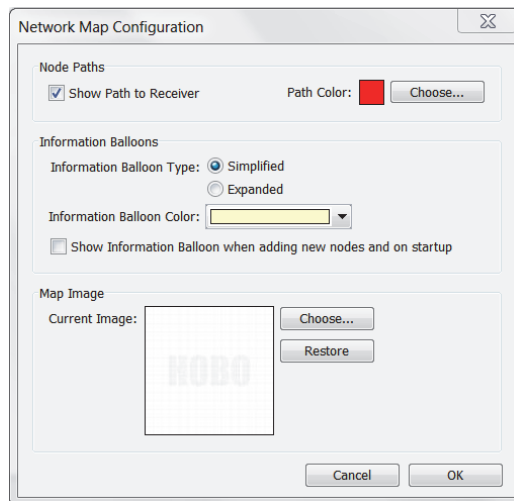 Network Map Configuration
Node Paths
Show Path to Receiver Path Color: Choose...
Information Balloons
Information Balloon Type: Simplified
Expanded
Information Balloon Color:
Show Information Balloon when adding new nodes and on startup
Map Image
Current Image: Choose...
Restore
HOBO
Cancel OK